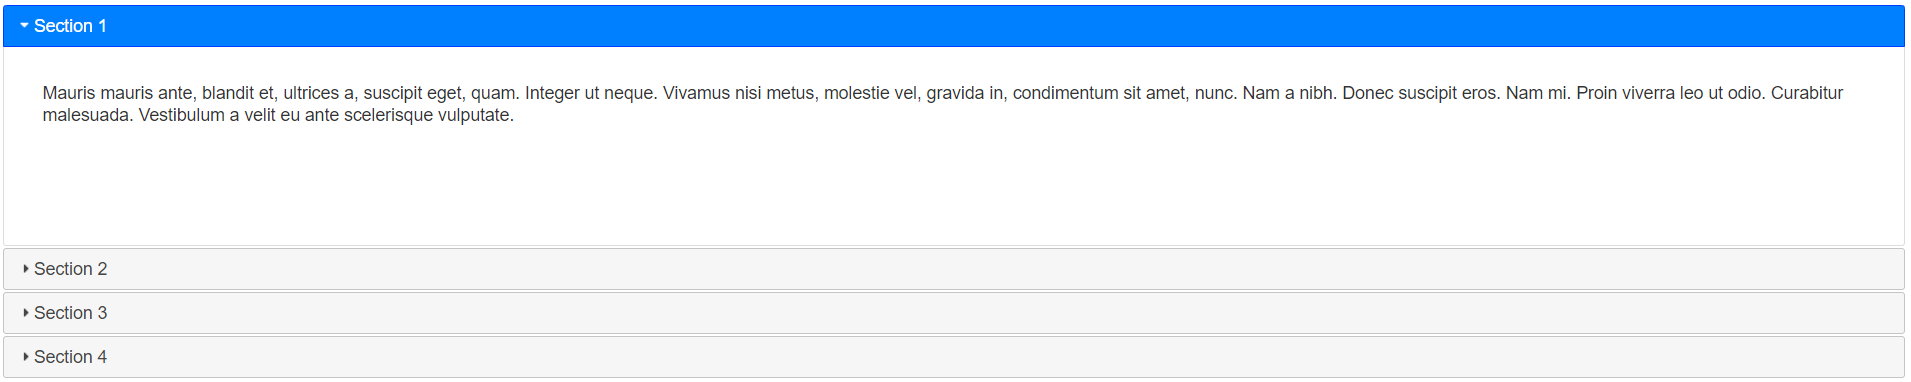 Section 1
Mauris mauris ante, blandit et, ultrices a, suscipit eget, quam. Integer ut neque. Vivamus nisi metus, molestie vel, gravida in, condimentum sit amet, nunc. Nam a nibh. Donec suscipit eros. Nam mi. Proin viverra leo ut odio. Curabitur
malesuada. Vestibulum a velit eu ante scelerisque vulputate.
Section 2
Section 3
Section 4